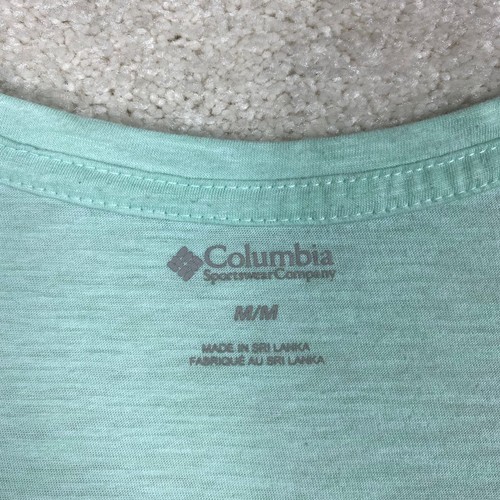 Columbia
Sportswear Company
M/M
MADE IN SRI LANKA
FABRIQUÉ AU SRI LANKA